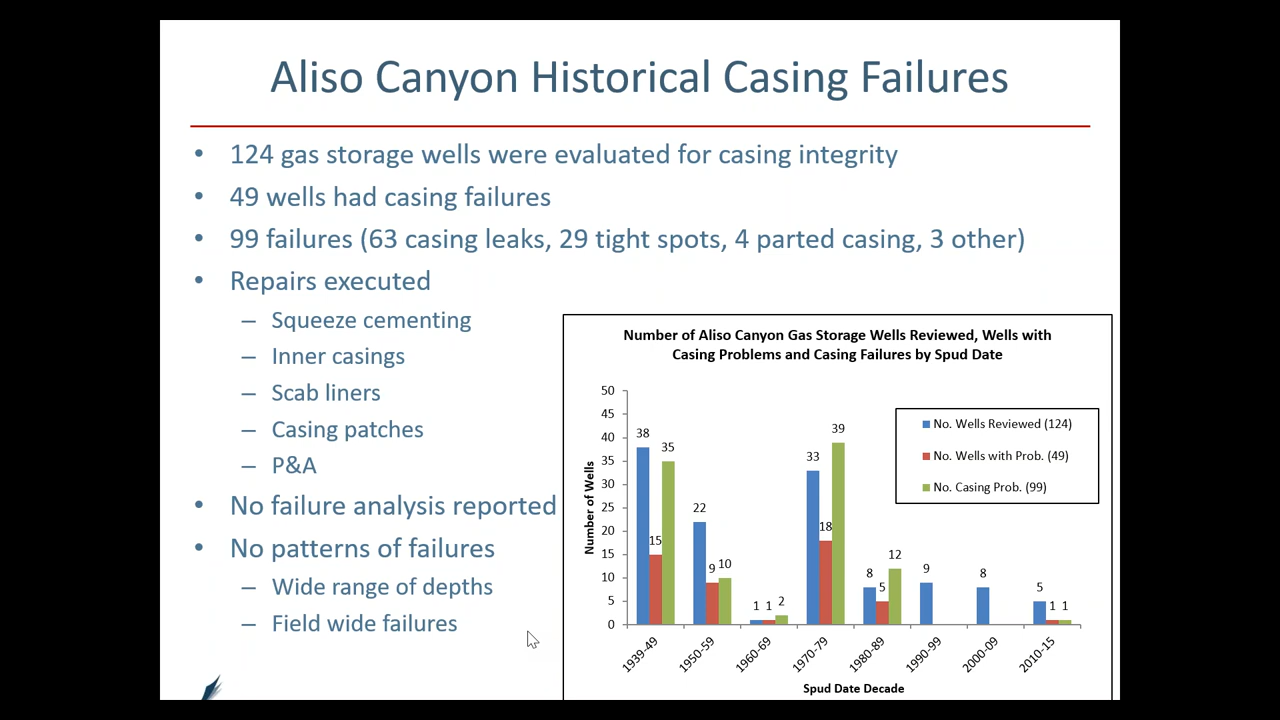 Aliso Canyon Historical Casing Failures
• 124 gas storage wells were evaluated for casing integrity
• 49 wells had casing failures
• 99 failures (63 casing leaks, 29 tight spots, 4 parted casing, 3 other)
• Repairs executed
– Squeeze cementing
– Inner casings
– Scab liners
– Casing patches
– P&A
• No failure analysis reported
• No patterns of failures
– Wide range of depths
– Field wide failures
Number of Aliso Canyon Gas Storage Wells Reviewed, Wells with
Casing Problems and Casing Failures by Spud Date
Number of Wells
50
45
40
35
30
25
20
15
10
5
0
38 15 35
22 9 10
1 1 2
33 18 39
8 5 12
9
8
5 1 1
No. Wells Reviewed (124)
No. Wells with Prob. (49)
No. Casing Prob. (99)
1939-49 1950-59 1960-69 1970-79 1980-89 1990-99 2000-09 2010-15
Spud Date Decade